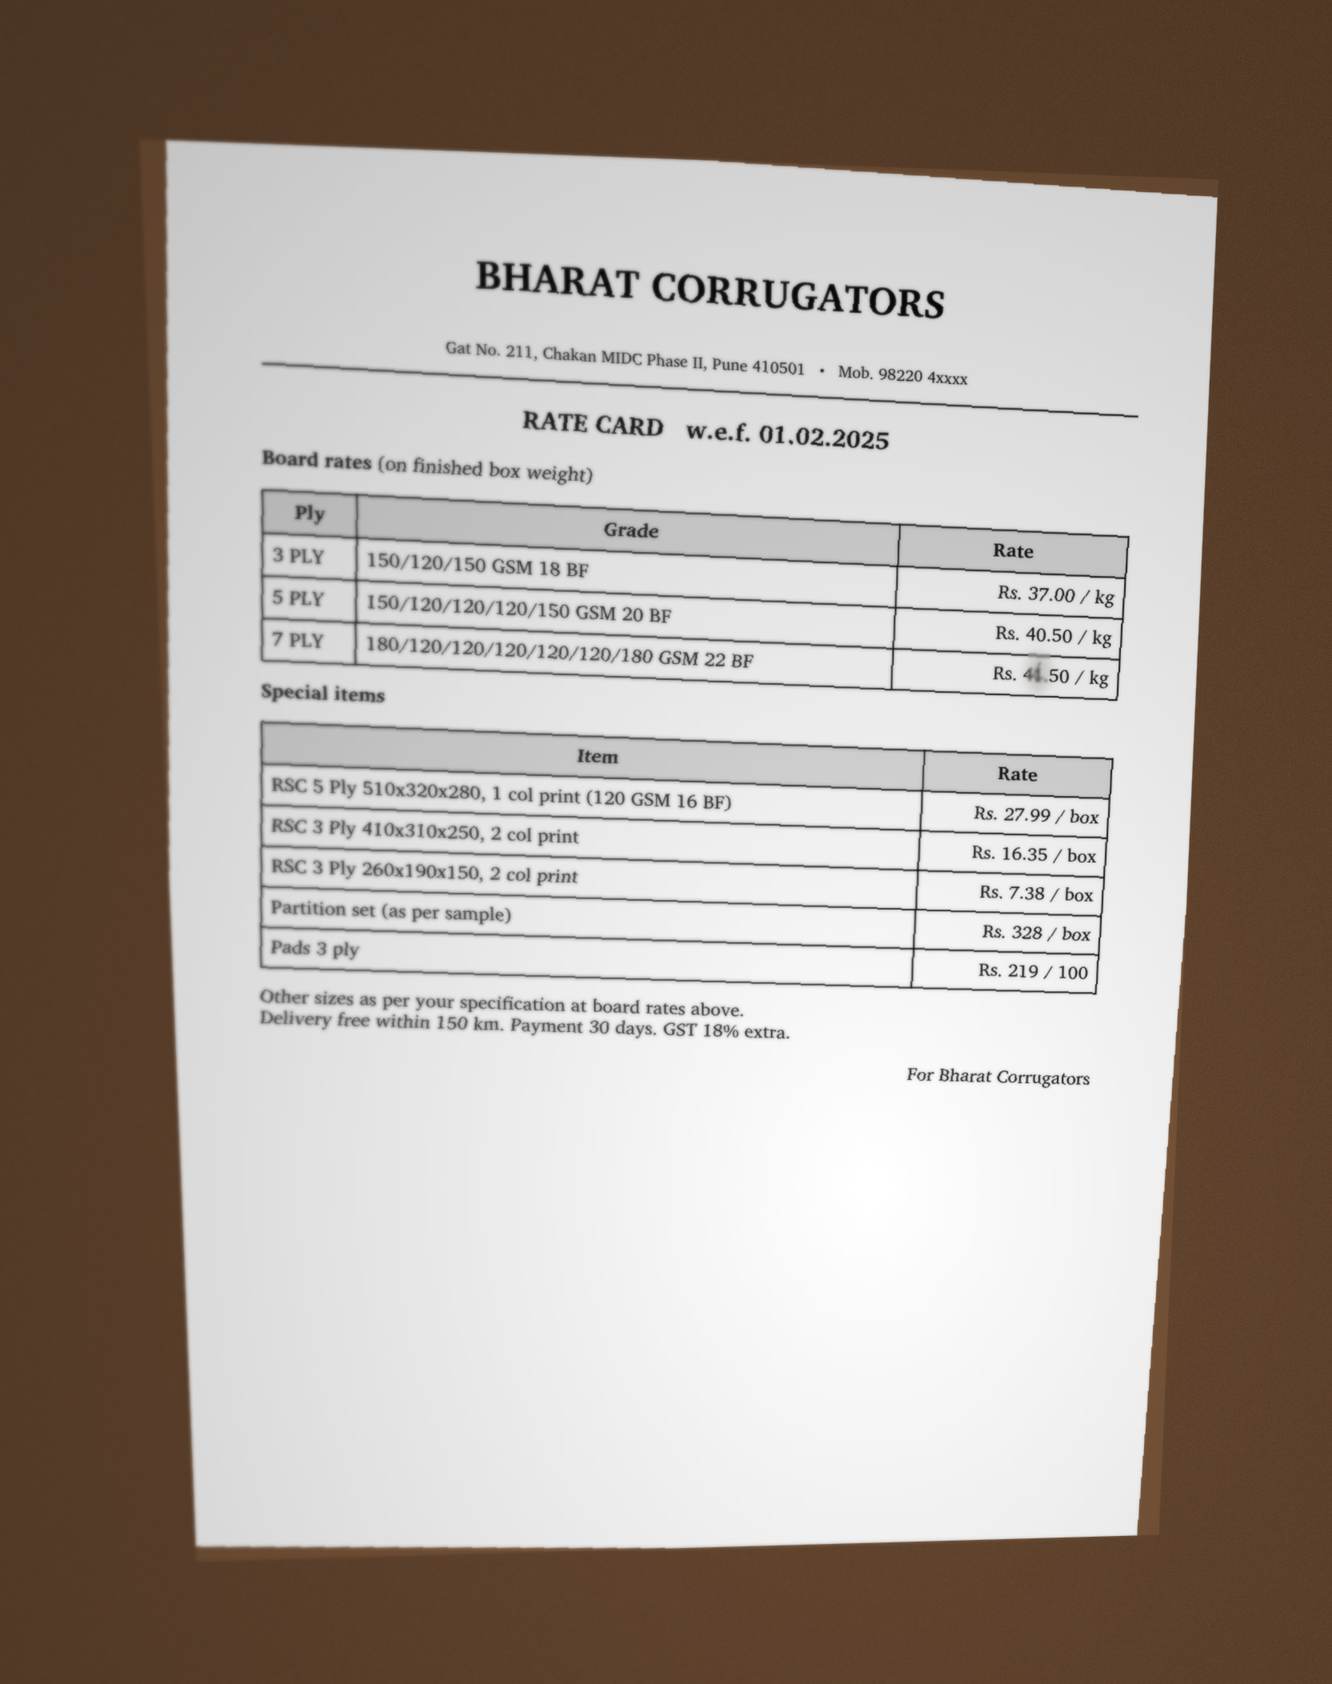 BHARAT CORRUGATORS
Gat No. 211, Chakan MIDC Phase II, Pune 410501 • Mob. 98220 4xxxx
RATE CARD w.e.f. 01.02.2025
Board rates (on finished box weight)
Ply Grade Rate
3 PLY 150/120/150 GSM 18 BF Rs. 37.00 / kg
5 PLY 150/120/120/120/150 GSM 20 BF Rs. 40.50 / kg
7 PLY 180/120/120/120/120/120/180 GSM 22 BF Rs. / kg
Special items
Item Rate
RSC 5 Ply 510x320x280, 1 col print (120 GSM 16 BF) Rs. 27.99 / box
RSC 3 Ply 410x310x250, 2 col print Rs. 16.35 / box
RSC 3 Ply 260x190x150, 2 col print Rs. 7.38 / box
Partition set (as per sample) Rs. 328 / box
Pads 3 ply Rs. 219 / 100
Other sizes as per your specification at board rates above.
Delivery free within 150 km. Payment 30 days. GST 18% extra.
For Bharat Corrugators